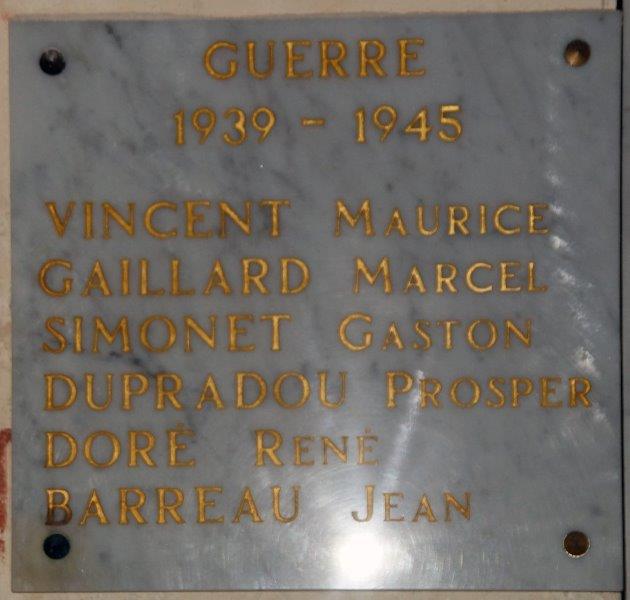 GUERRE
1939 - 1945
VINCENT MAURICE
GAILLARD MARCEL
SIMONET GASTON
DUPRADOU PROSPER
DORÉ RENÉ
BARREAU JEAN